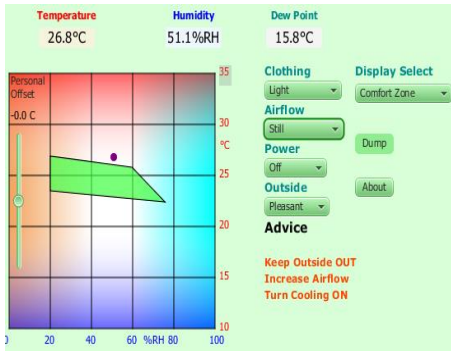 Temperature Humidity Dew Point
26.8°C 51.1%RH 15.8°C
Personal
Offset
-0.0 C
35
30
°C
25
20
15
10
0 20 40 60 %RH 80 100
Clothing Display Select
Light Comfort Zone
Airflow
Still
Dump
Power
Off
Outside About
Pleasant
Advice
Keep Outside OUT
Increase Airflow
Turn Cooling ON